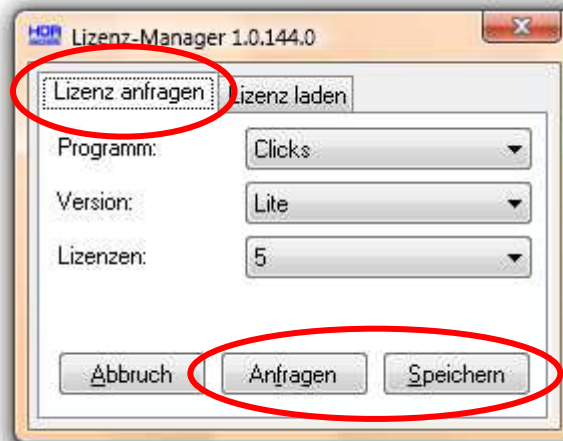 HDR Lizenz-Manager 1.0.144.0
Lizenz anfragen Lizenz laden
Programm: Clicks
Version: Lite
Lizenzen: 5
Abbruch Anfragen Speichern